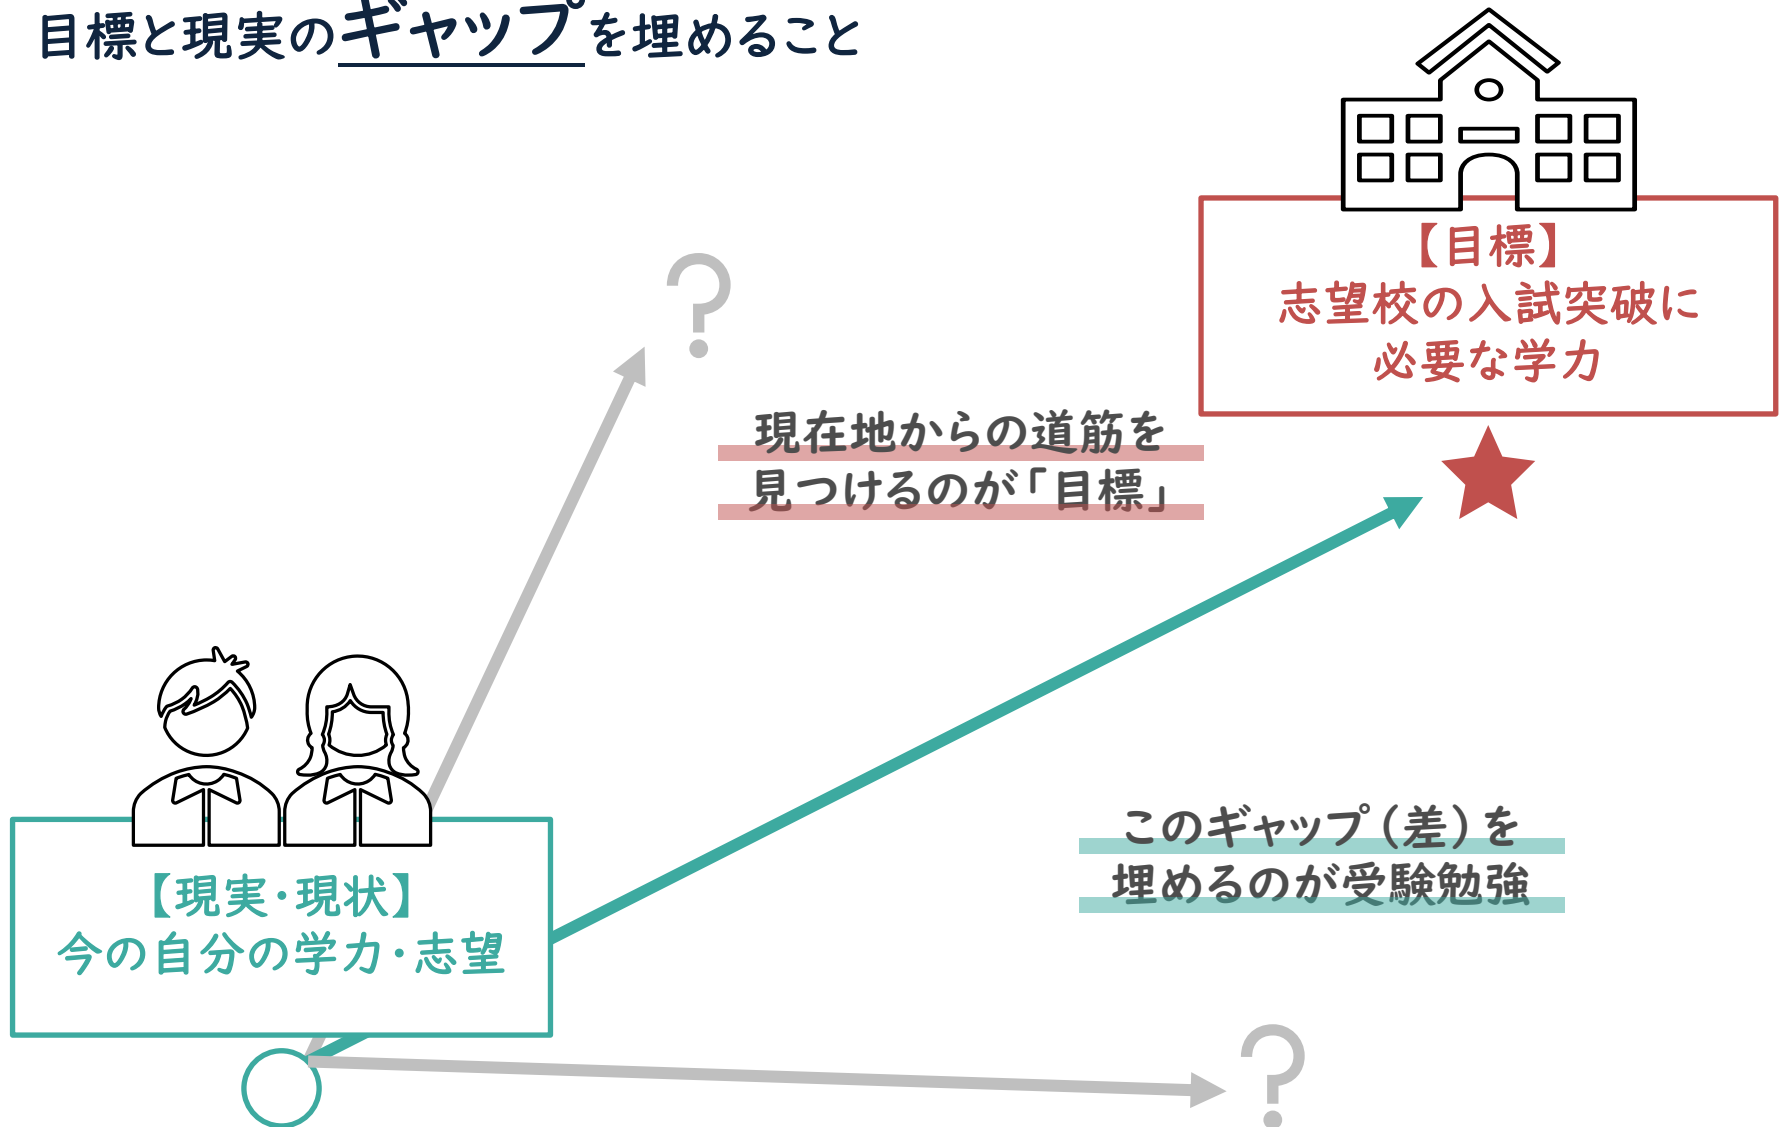 目標と現実のギャップを埋めること
【目標】
志望校の入試突破に
必要な学力
?
現在地からの道筋を
見つけるのが「目標」
このギャップ(差)を
埋めるのが受験勉強
【現実・現状】
今の自分の学力・志望
?